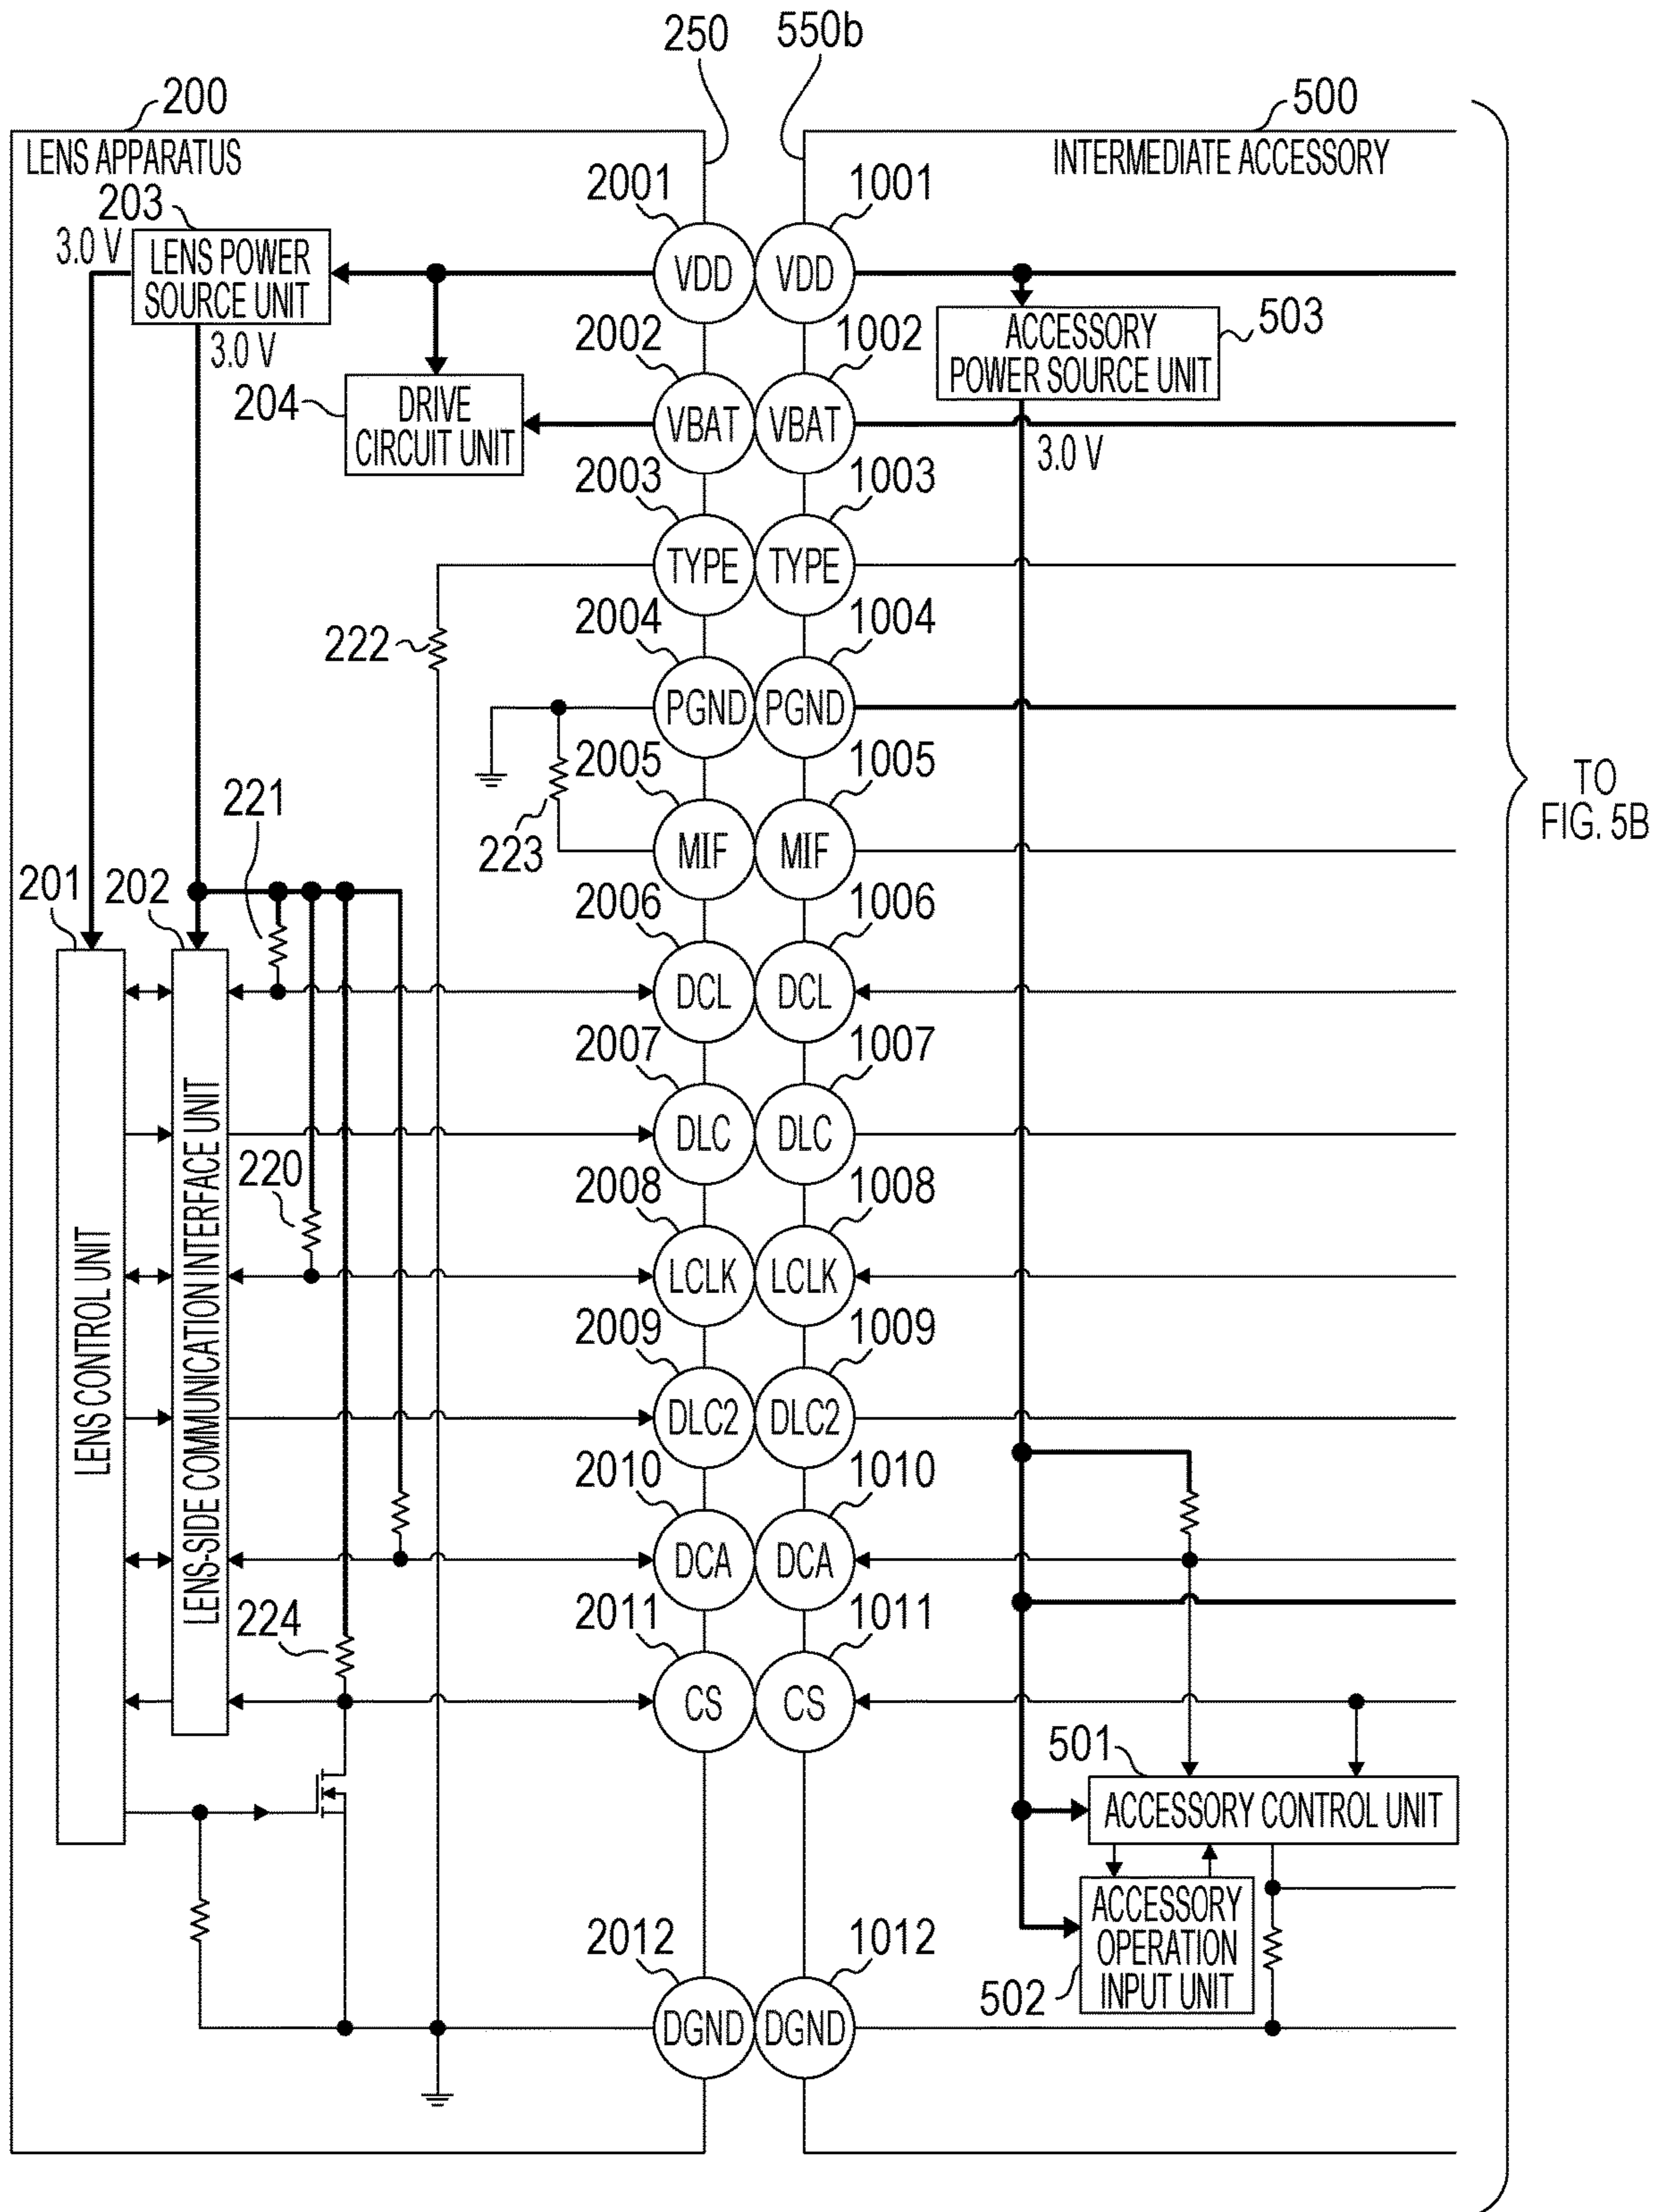 250
550b
200
500
LENS APPARATUS
INTERMEDIATE ACCESSORY
203
2001
1001
3.0 V
LENS POWER
SOURCE UNIT
VDD
VDD
503
3.0 V
2002
1002
ACCESSORY
POWER SOURCE UNIT
204
DRIVE
CIRCUIT UNIT
VBAT
VBAT
3.0 V
2003
1003
TYPE
TYPE
222
2004
1004
PGND
PGND
2005
1005
TO
FIG. 5B
221
223
MIF
MIF
201
202
2006
1006
DCL
DCL
2007
1007
DLC
DLC
220
2008
1008
LENS CONTROL UNIT
LENS-SIDE COMMUNICATION INTERFACE UNIT
LCLK
LCLK
2009
1009
DLC2
DLC2
2010
1010
DCA
DCA
224
2011
1011
CS
CS
501
ACCESSORY CONTROL UNIT
2012
1012
ACCESSORY
OPERATION
INPUT UNIT
502
DGND
DGND